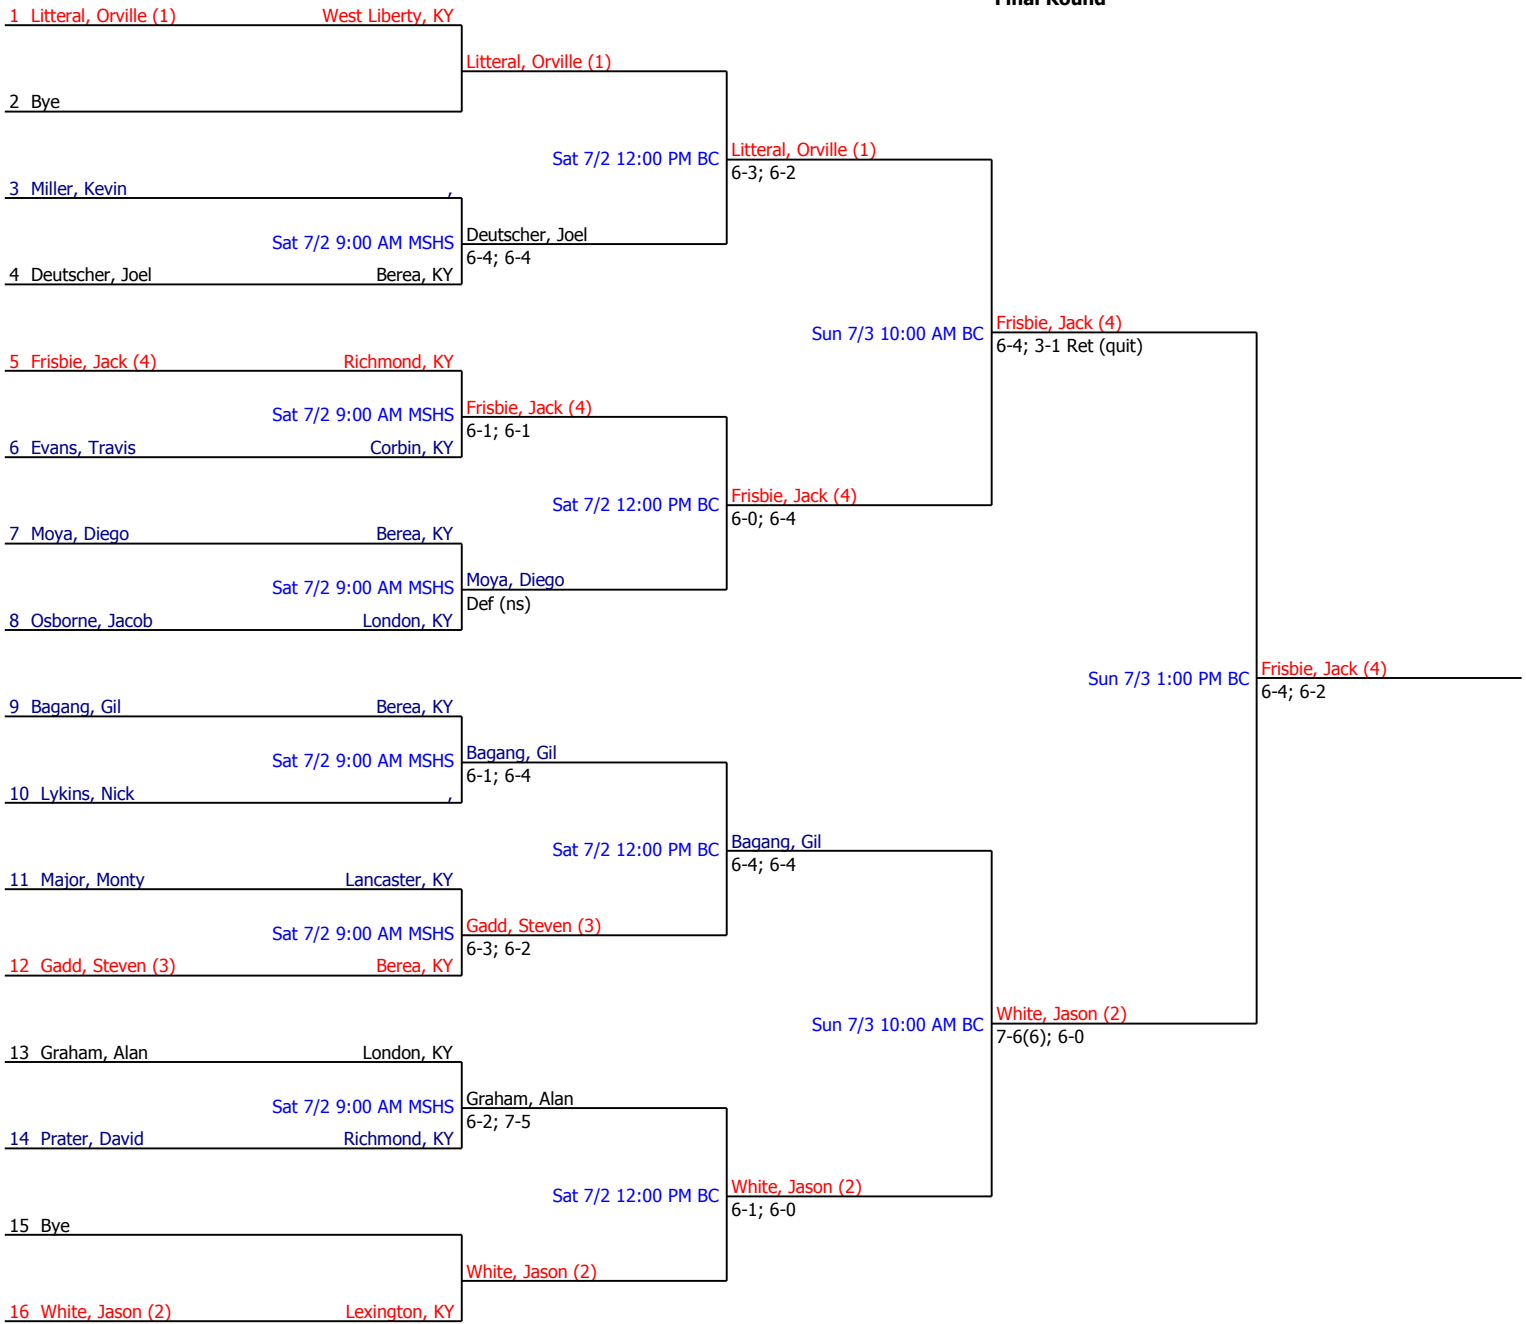 Final Round
1 Litteral, Orville (1) West Liberty, KY
Litteral, Orville (1)
2 Bye
Sat 7/2 12:00 PM BC Litteral, Orville (1)
6-3; 6-2
3 Miller, Kevin ,
Sat 7/2 9:00 AM MSHS Deutscher, Joel
6-4; 6-4
4 Deutscher, Joel Berea, KY
Sun 7/3 10:00 AM BC Frisbie, Jack (4)
6-4; 3-1 Ret (quit)
5 Frisbie, Jack (4) Richmond, KY
Sat 7/2 9:00 AM MSHS Frisbie, Jack (4)
6-1; 6-1
6 Evans, Travis Corbin, KY
Sat 7/2 12:00 PM BC Frisbie, Jack (4)
6-0; 6-4
7 Moya, Diego Berea, KY
Sat 7/2 9:00 AM MSHS Moya, Diego
Def (ns)
8 Osborne, Jacob London, KY
Sun 7/3 1:00 PM BC Frisbie, Jack (4)
6-4; 6-2
9 Bagang, Gil Berea, KY
Sat 7/2 9:00 AM MSHS Bagang, Gil
6-1; 6-4
10 Lykins, Nick ,
Sat 7/2 12:00 PM BC Bagang, Gil
6-4; 6-4
11 Major, Monty Lancaster, KY
Sat 7/2 9:00 AM MSHS Gadd, Steven (3)
6-3; 6-2
12 Gadd, Steven (3) Berea, KY
Sun 7/3 10:00 AM BC White, Jason (2)
7-6(6); 6-0
13 Graham, Alan London, KY
Sat 7/2 9:00 AM MSHS Graham, Alan
6-2; 7-5
14 Prater, David Richmond, KY
Sat 7/2 12:00 PM BC White, Jason (2)
6-1; 6-0
15 Bye
White, Jason (2)
16 White, Jason (2) Lexington, KY